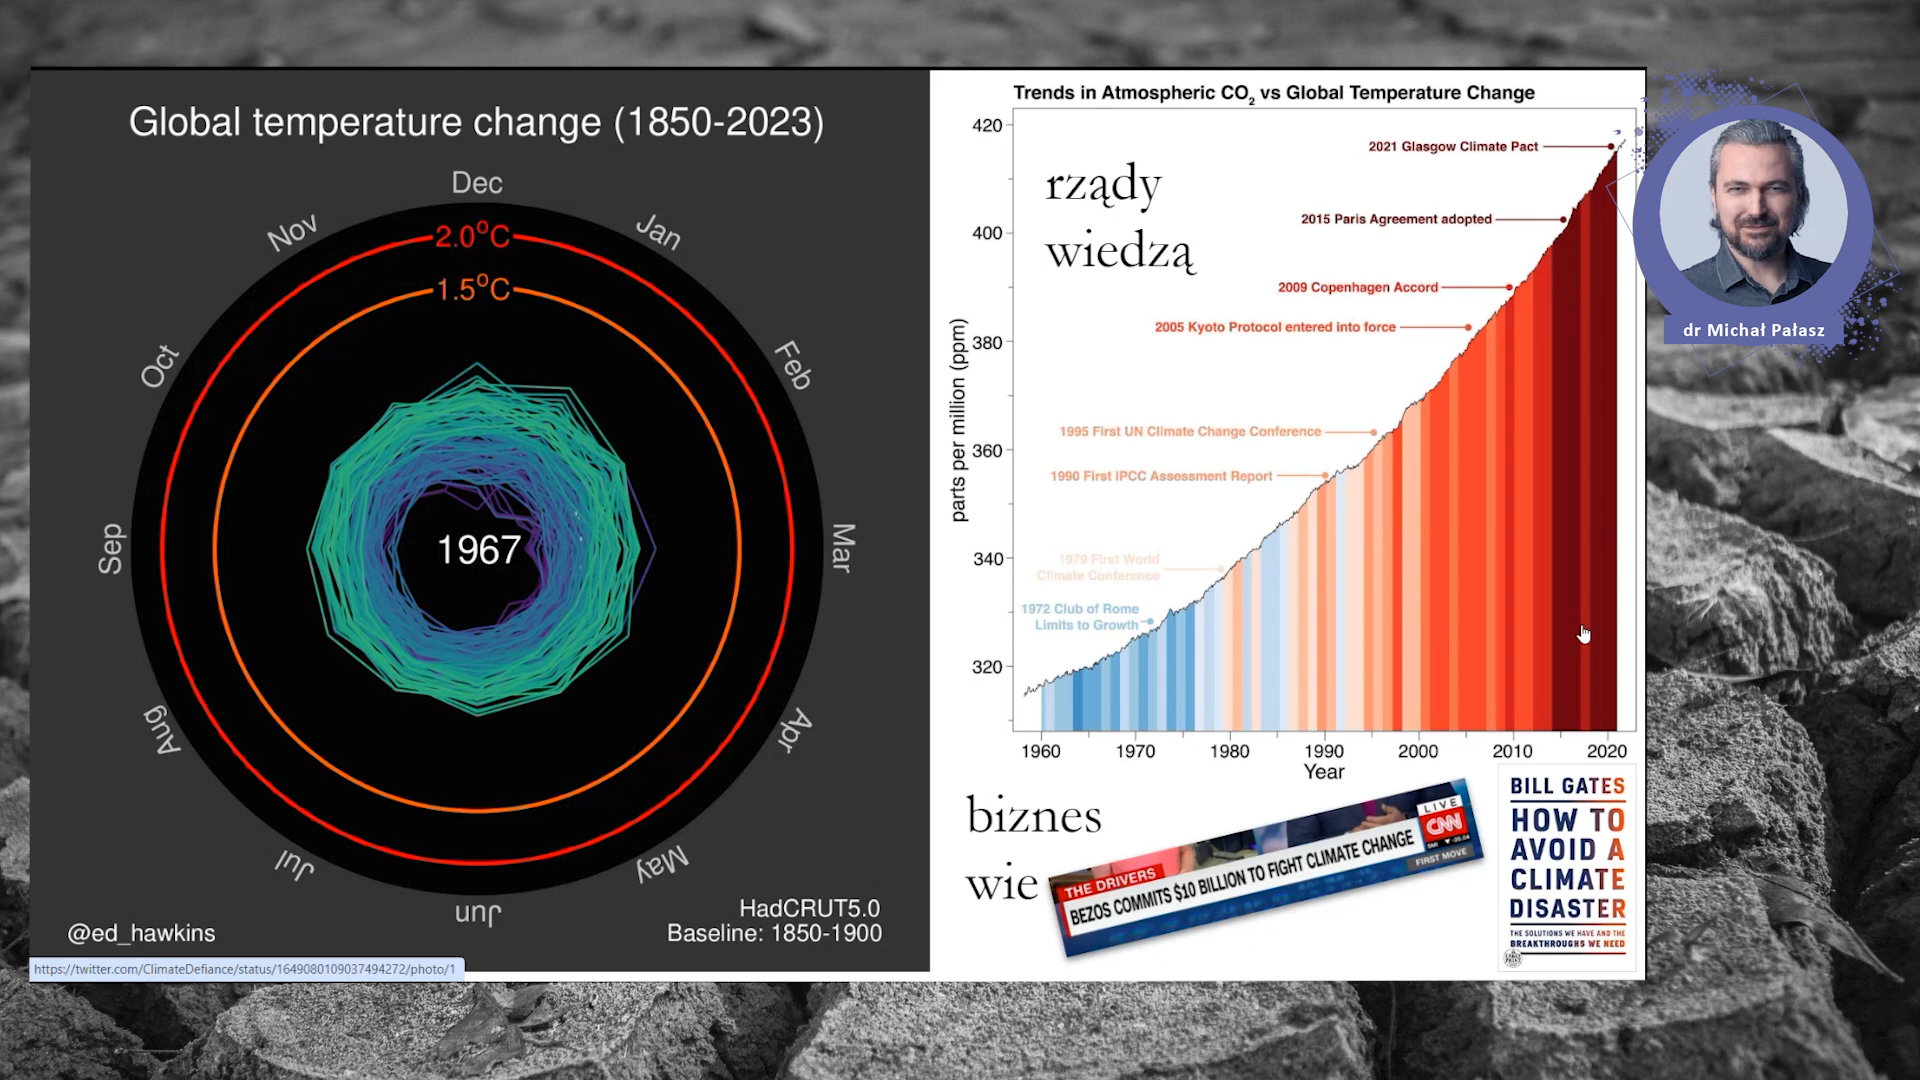 Global temperature change (1850-2023)
Dec
Jan
Feb
Mar
Apr
May
Jun
Jul
Aug
Sep
Oct
Nov
2.0°C
1.5°C
1967
@ed_hawkins
HadCRUT5.0
Baseline: 1850-1900
https://twitter.com/ClimateDefiance/status/1649080109037494272/photo/1
Trends in Atmospheric CO2 vs Global Temperature Change
rządy
wiedzą
parts per million (ppm)
420
400
380
360
340
320
2021 Glasgow Climate Pact
2015 Paris Agreement adopted
2009 Copenhagen Accord
2005 Kyoto Protocol entered into force
1995 First UN Climate Change Conference
1990 First IPCC Assessment Report
1979 First World
Climate Conference
1972 Club of Rome
Limits to Growth
1960
1970
1980
1990
2000
2010
2020
Year
biznes
wie
THE DRIVERS
BEZOS COMMITS $10 BILLION TO FIGHT CLIMATE CHANGE
LIVE
CNN
FIRST MOVE
BILL GATES
HOW TO
AVOID A
CLIMATE
DISASTER
THE SOLUTIONS WE HAVE AND THE
BREAKTHROUGHS WE NEED
dr Michał Pałasz